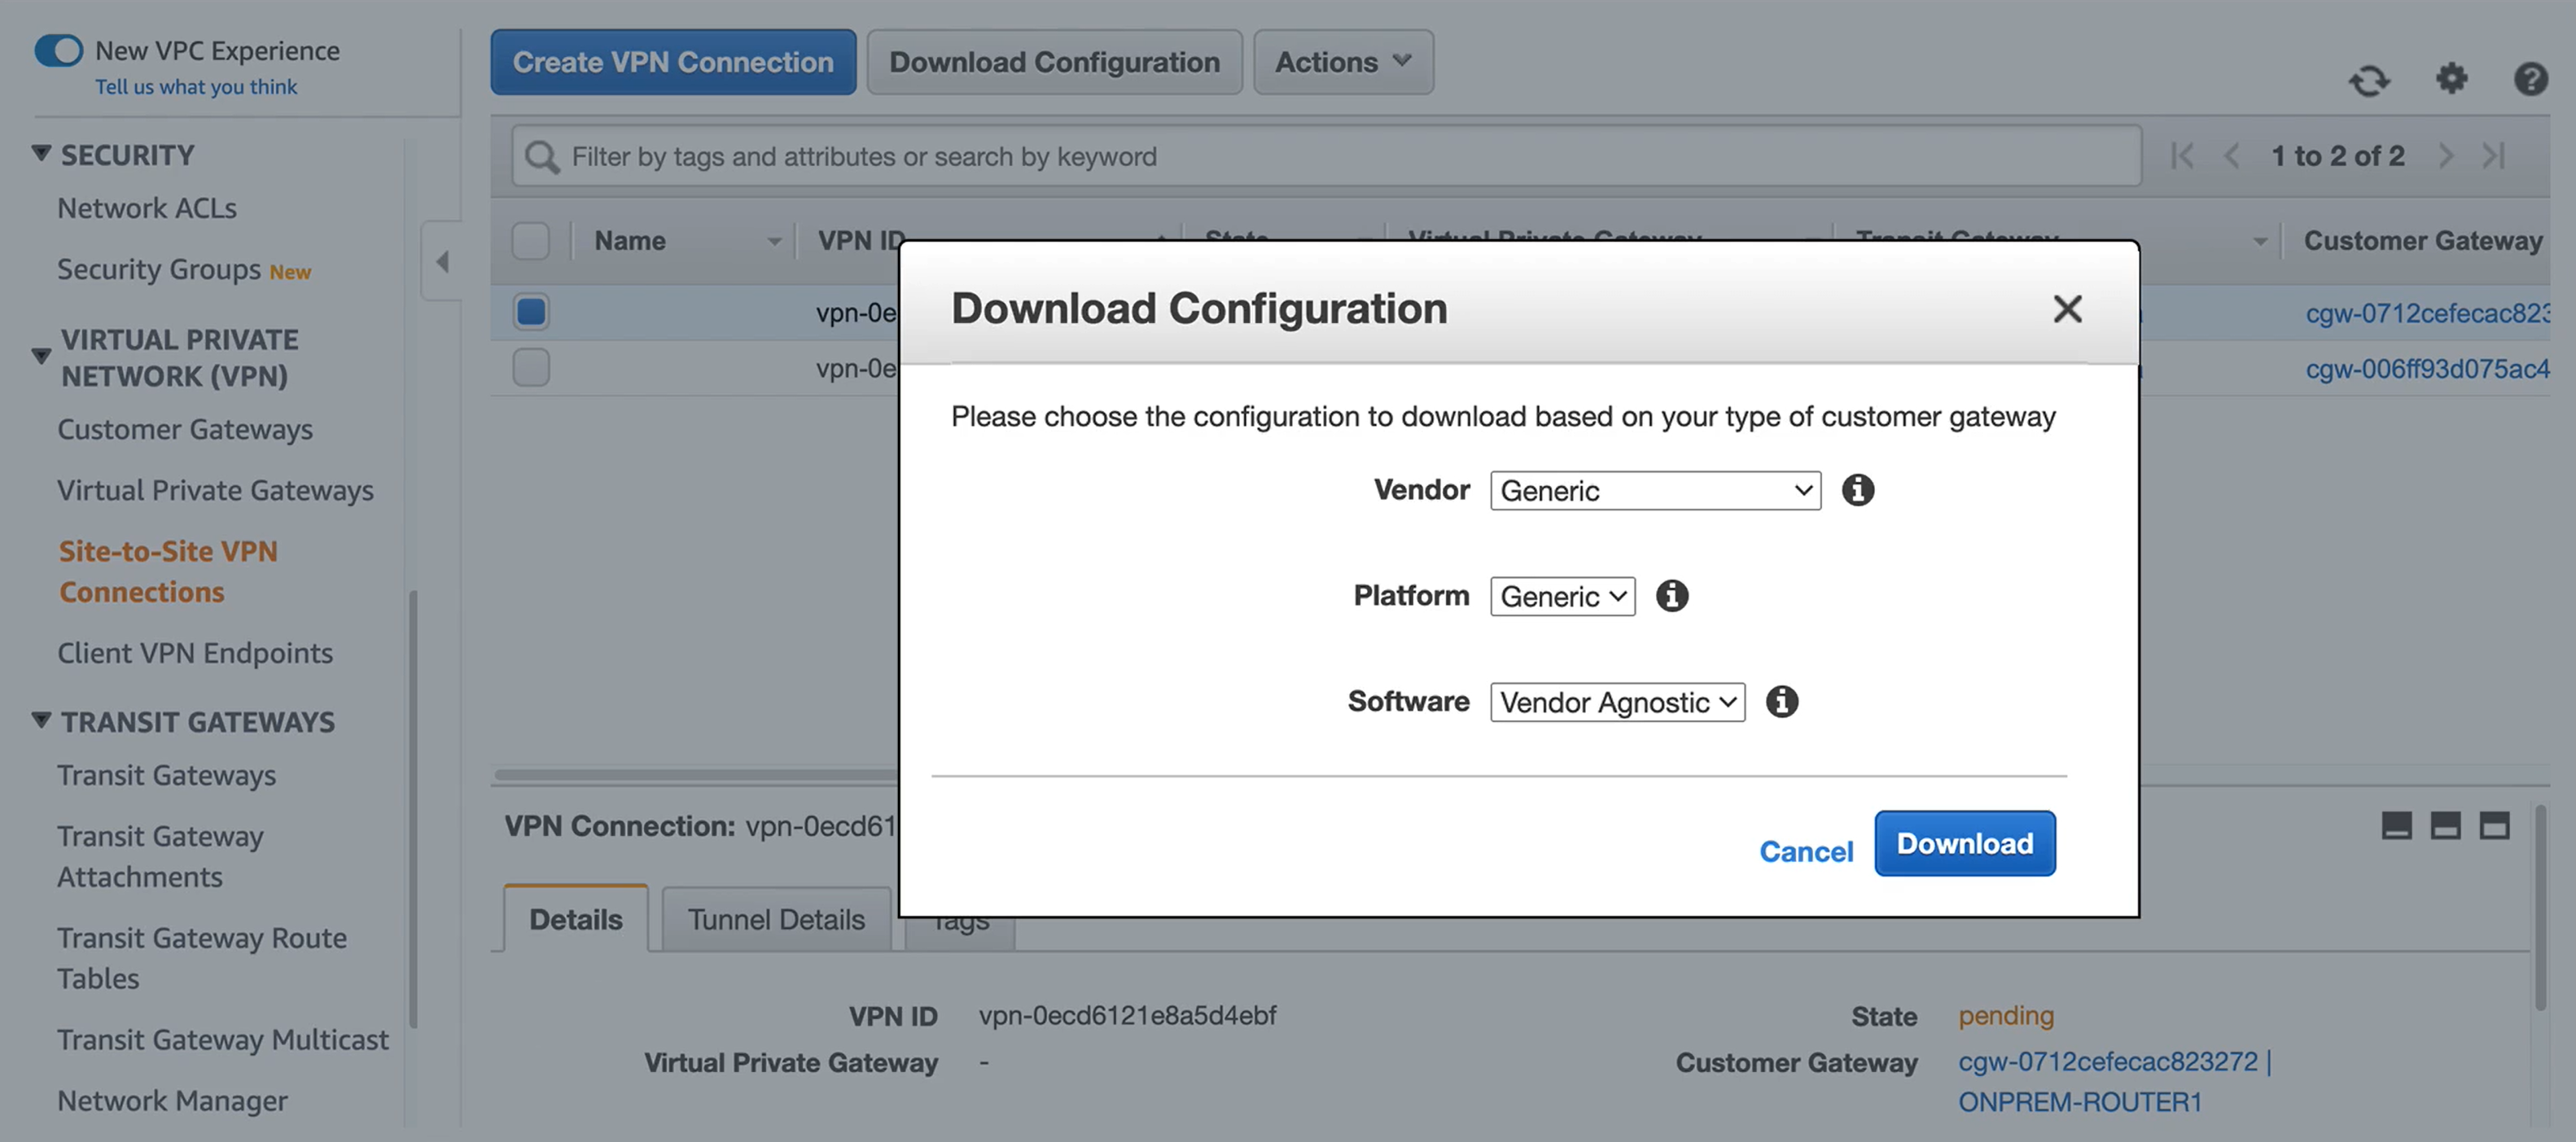 New VPC Experience
Tell us what you think
SECURITY
Network ACLs
Security Groups New
VIRTUAL PRIVATE
NETWORK (VPN)
Customer Gateways
Virtual Private Gateways
Site-to-Site VPN
Connections
Client VPN Endpoints
TRANSIT GATEWAYS
Transit Gateways
Transit Gateway
Attachments
Transit Gateway Route
Tables
Transit Gateway Multicast
Network Manager
Create VPN Connection Download Configuration Actions
Filter by tags and attributes or search by keyword
1 to 2 of 2
Name VPN ID State Virtual Private Gateway Transit Gateway Customer Gateway
vpn-0e cgw-0712cefecac823
vpn-0e cgw-006ff93d075ac4
Download Configuration
Please choose the configuration to download based on your type of customer gateway
Vendor Generic
Platform Generic
Software Vendor Agnostic
Cancel Download
VPN Connection: vpn-0ecd61
Details Tunnel Details Tags
VPN ID vpn-0ecd6121e8a5d4ebf State pending
Virtual Private Gateway - Customer Gateway cgw-0712cefecac823272 |
ONPREM-ROUTER1